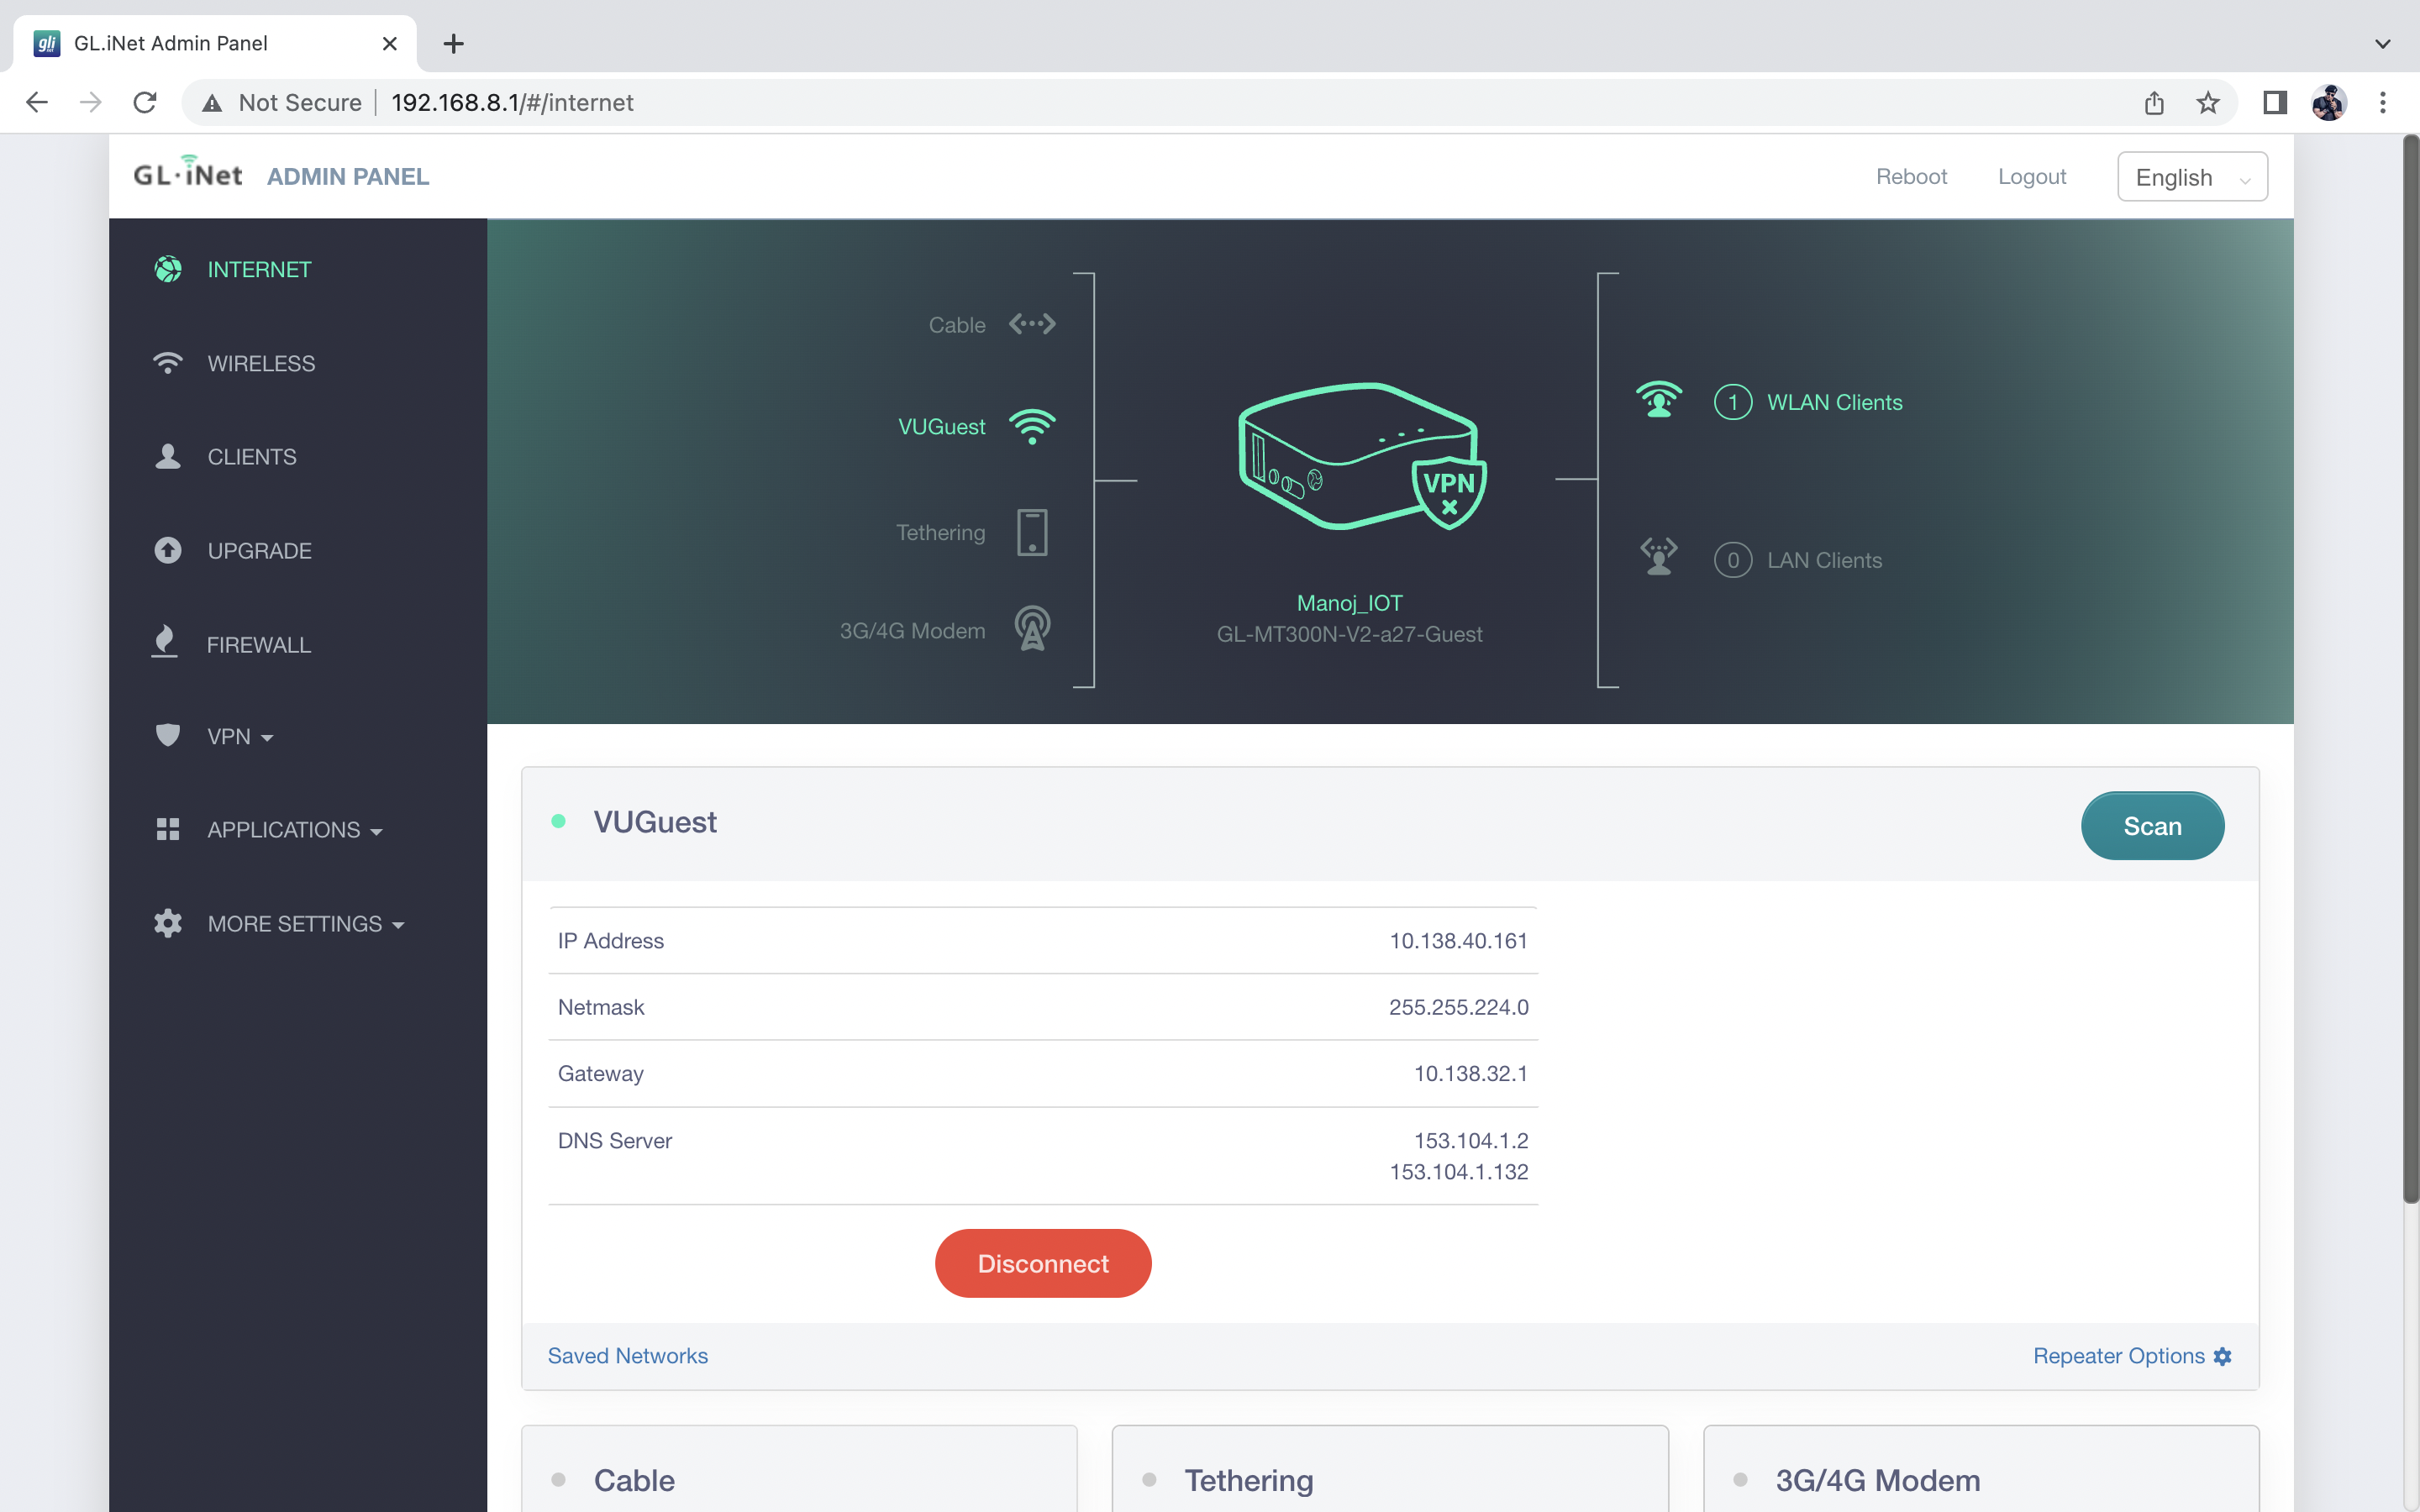 gli
GL.iNet Admin Panel
Not Secure
192.168.8.1/#/internet
GL·iNet ADMIN PANEL
Reboot
Logout
English
INTERNET
WIRELESS
CLIENTS
UPGRADE
FIREWALL
VPN
APPLICATIONS
MORE SETTINGS
Cable
VUGuest
Tethering
3G/4G Modem
VPN
Manoj_IOT
GL-MT300N-V2-a27-Guest
1 WLAN Clients
0 LAN Clients
VUGuest
Scan
IP Address 10.138.40.161
Netmask 255.255.224.0
Gateway 10.138.32.1
DNS Server 153.104.1.2
153.104.1.132
Disconnect
Saved Networks
Repeater Options
Cable
Tethering
3G/4G Modem